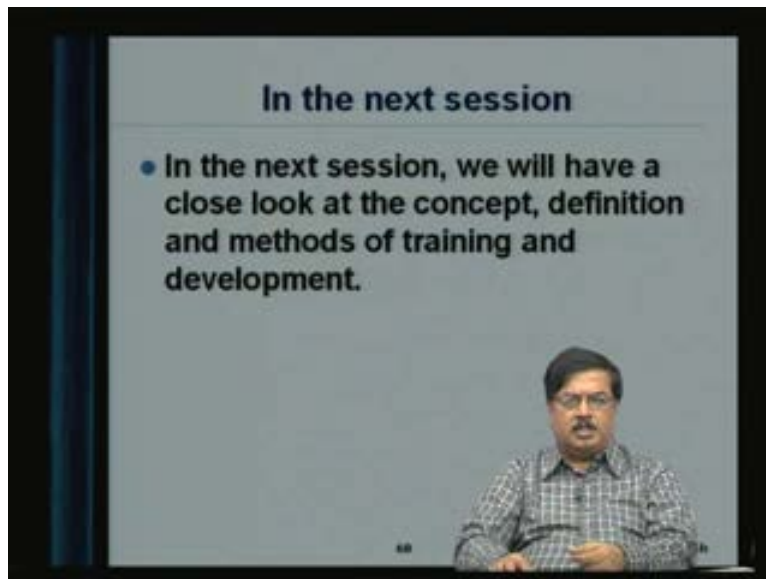 In the next session
• In the next session, we will have a
close look at the concept, definition
and methods of training and
development.
68